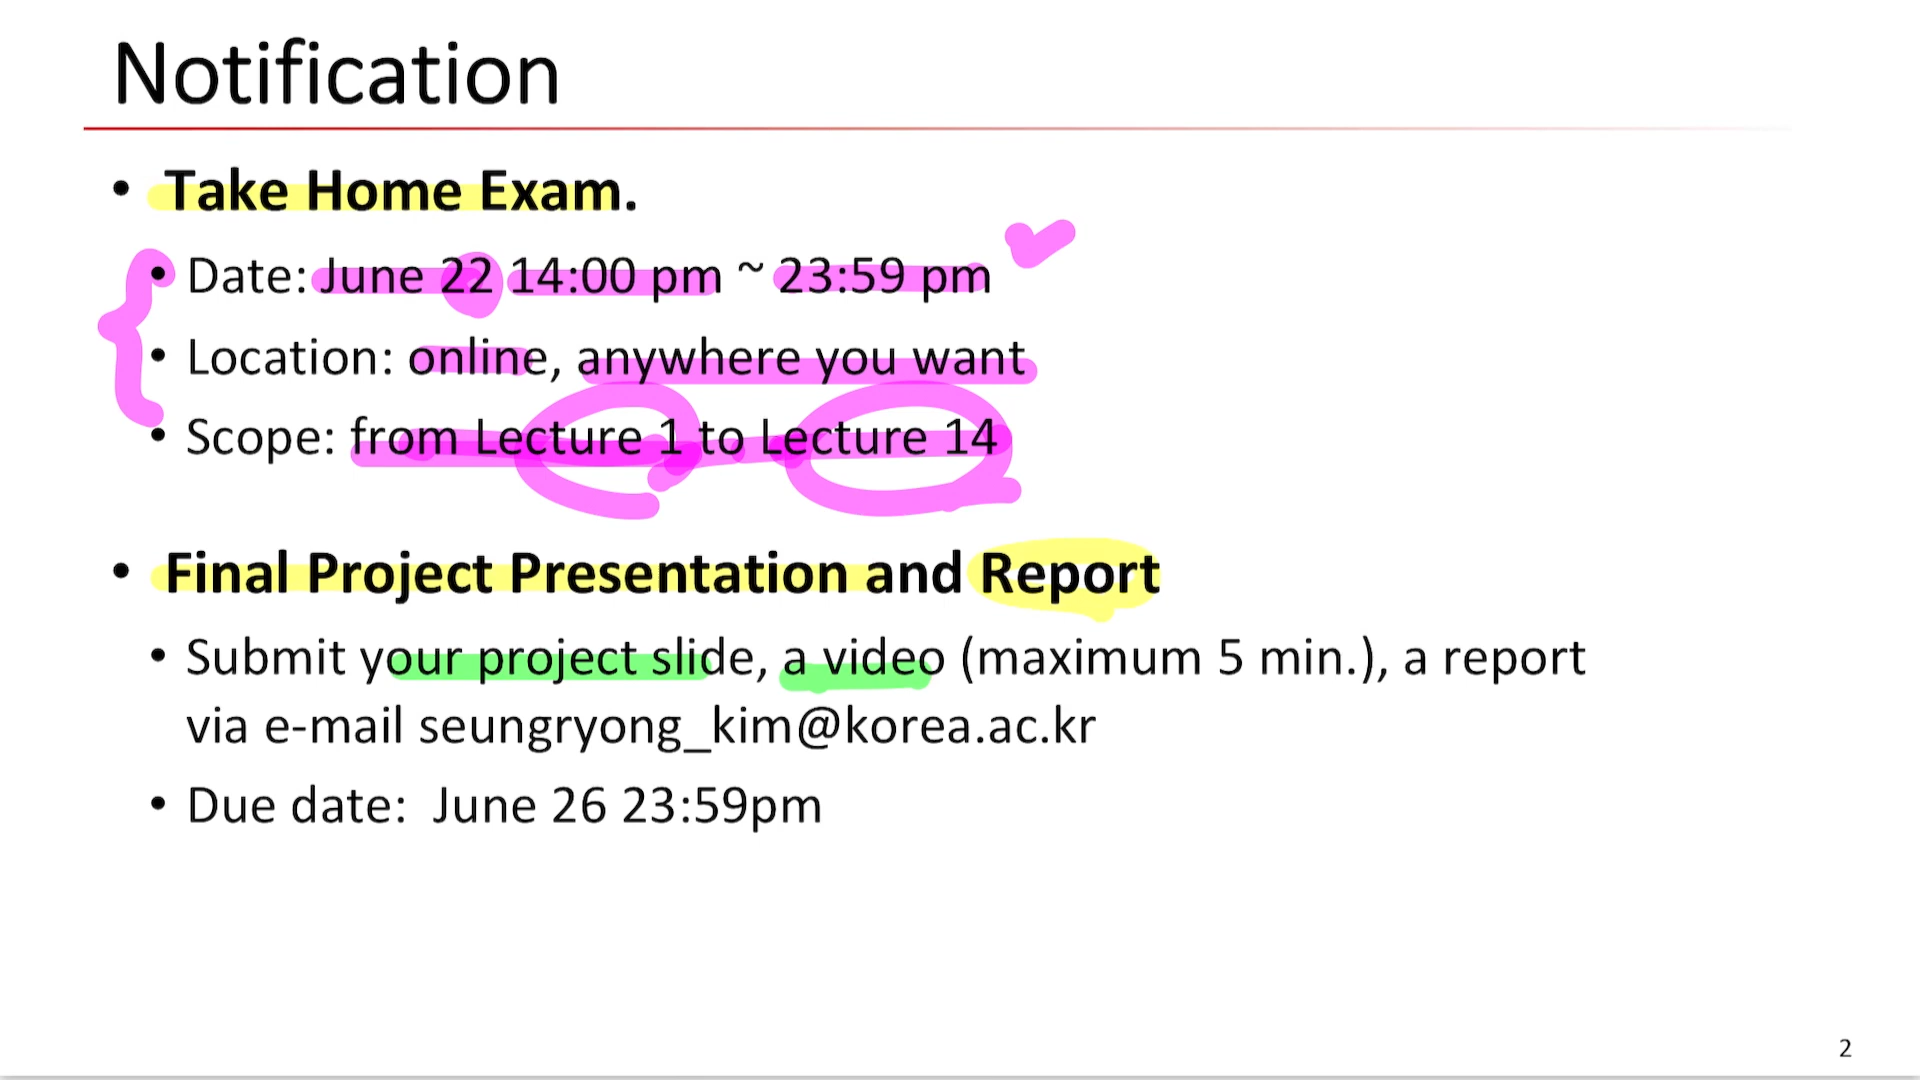 Notification
• Take Home Exam.
• Date: June 22 14:00 pm ~ 23:59 pm
• Location: online, anywhere you want
• Scope: from Lecture 1 to Lecture 14
• Final Project Presentation and Report
• Submit your project slide, a video (maximum 5 min.), a report
via e-mail seungryong_kim@korea.ac.kr
• Due date:  June 26 23:59pm
2